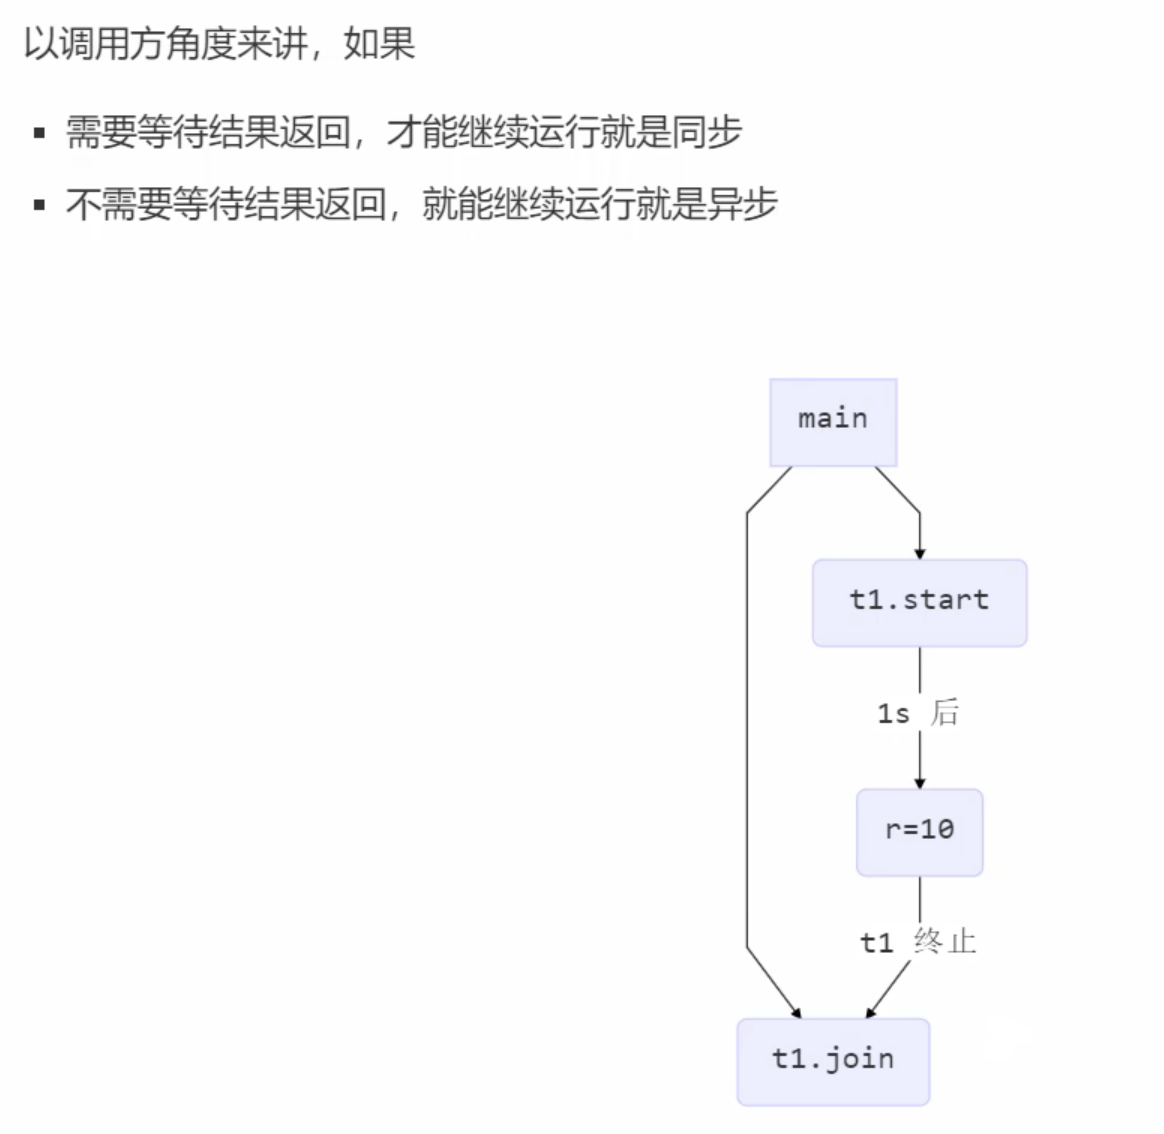 以调用方角度来讲，如果
需要等待结果返回，才能继续运行就是同步
不需要等待结果返回，就能继续运行就是异步
main
t1.start
1s 后
r=10
t1 终止
t1.join